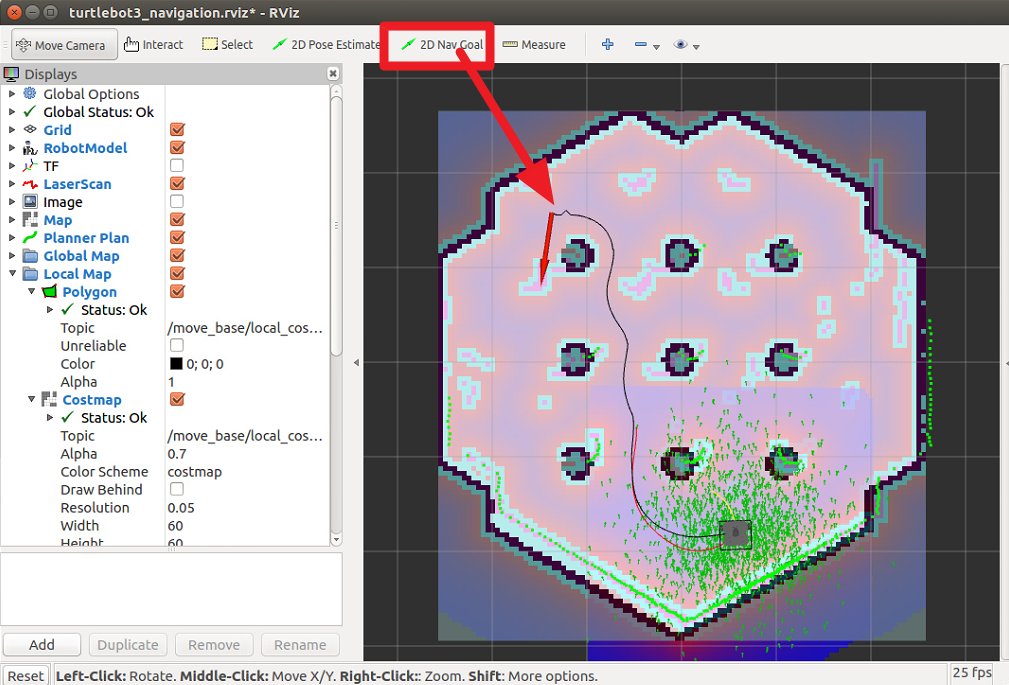 turtlebot3_navigation.rviz* - RViz
Move Camera Interact Select 2D Pose Estimate 2D Nav Goal Measure
Displays
Global Options
Global Status: Ok
Grid
RobotModel
TF
LaserScan
Image
Map
Planner Plan
Global Map
Local Map
Polygon
Status: Ok
Topic /move_base/local_cos...
Unreliable
Color 0; 0; 0
Alpha 1
Costmap
Status: Ok
Topic /move_base/local_cos...
Alpha 0.7
Color Scheme costmap
Draw Behind
Resolution 0.05
Width 60
Height 60
Add Duplicate Remove Rename
Reset Left-Click: Rotate. Middle-Click: Move X/Y. Right-Click:: Zoom. Shift: More options. 25 fps